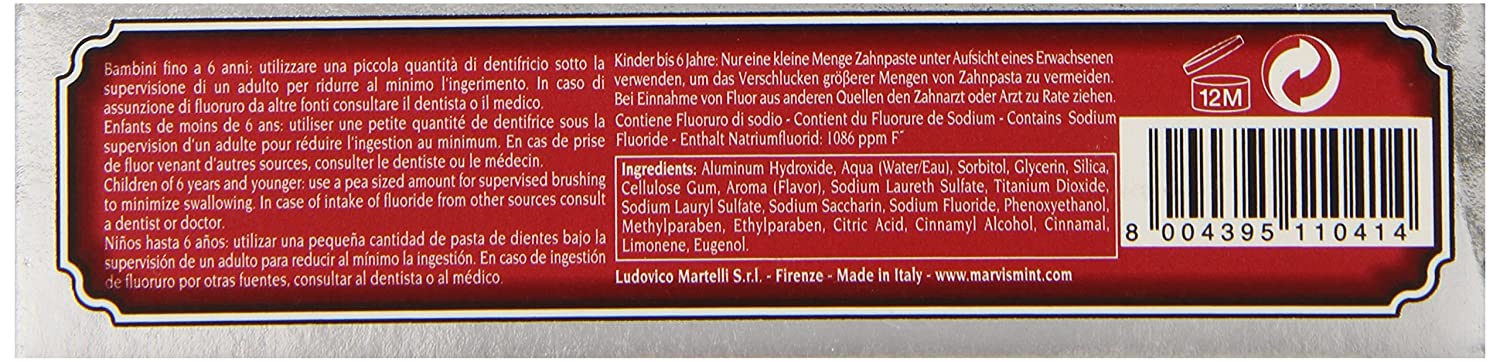 Bambini fino a 6 anni: utilizzare una piccola quantità di dentifricio sotto la
supervisione di un adulto per ridurre al minimo l'ingerimento. In caso di
assunzione di fluoruro da altre fonti consultare il dentista o il medico.
Enfants de moins de 6 ans: utiliser une petite quantité de dentifrice sous la
supervision d'un adulte pour réduire l'ingestion au minimum. En cas de prise
de fluor venant d'autres sources, consulter le dentiste ou le médecin.
Children of 6 years and younger: use a pea sized amount for supervised brushing
to minimize swallowing. In case of intake of fluoride from other sources consult
a dentist or doctor.
Niños hasta 6 años: utilizar una pequeña cantidad de pasta de dientes bajo la
supervisión de un adulto para reducir al mínimo la ingestión. En caso de ingestión
de fluoruro por otras fuentes, consultar al dentista o al médico.
Kinder bis 6 Jahre: Nur eine kleine Menge Zahnpaste unter Aufsicht eines Erwachsenen
verwenden, um das Verschlucken größerer Mengen von Zahnpasta zu vermeiden.
Bei Einnahme von Fluor aus anderen Quellen den Zahnarzt oder Arzt zu Rate ziehen.
Contiene Fluoruro di sodio - Contient du Fluorure de Sodium - Contains Sodium
Fluoride - Enthalt Natriumfluorid: 1086 ppm F⁻
Ingredients: Aluminum Hydroxide, Aqua (Water/Eau), Sorbitol, Glycerin, Silica,
Cellulose Gum, Aroma (Flavor), Sodium Laureth Sulfate, Titanium Dioxide,
Sodium Lauryl Sulfate, Sodium Saccharin, Sodium Fluoride, Phenoxyethanol,
Methylparaben, Ethylparaben, Citric Acid, Cinnamyl Alcohol, Cinnamal,
Limonene, Eugenol.
Ludovico Martelli S.r.l. - Firenze - Made in Italy - www.marvismint.com
12M
8 004395 110414